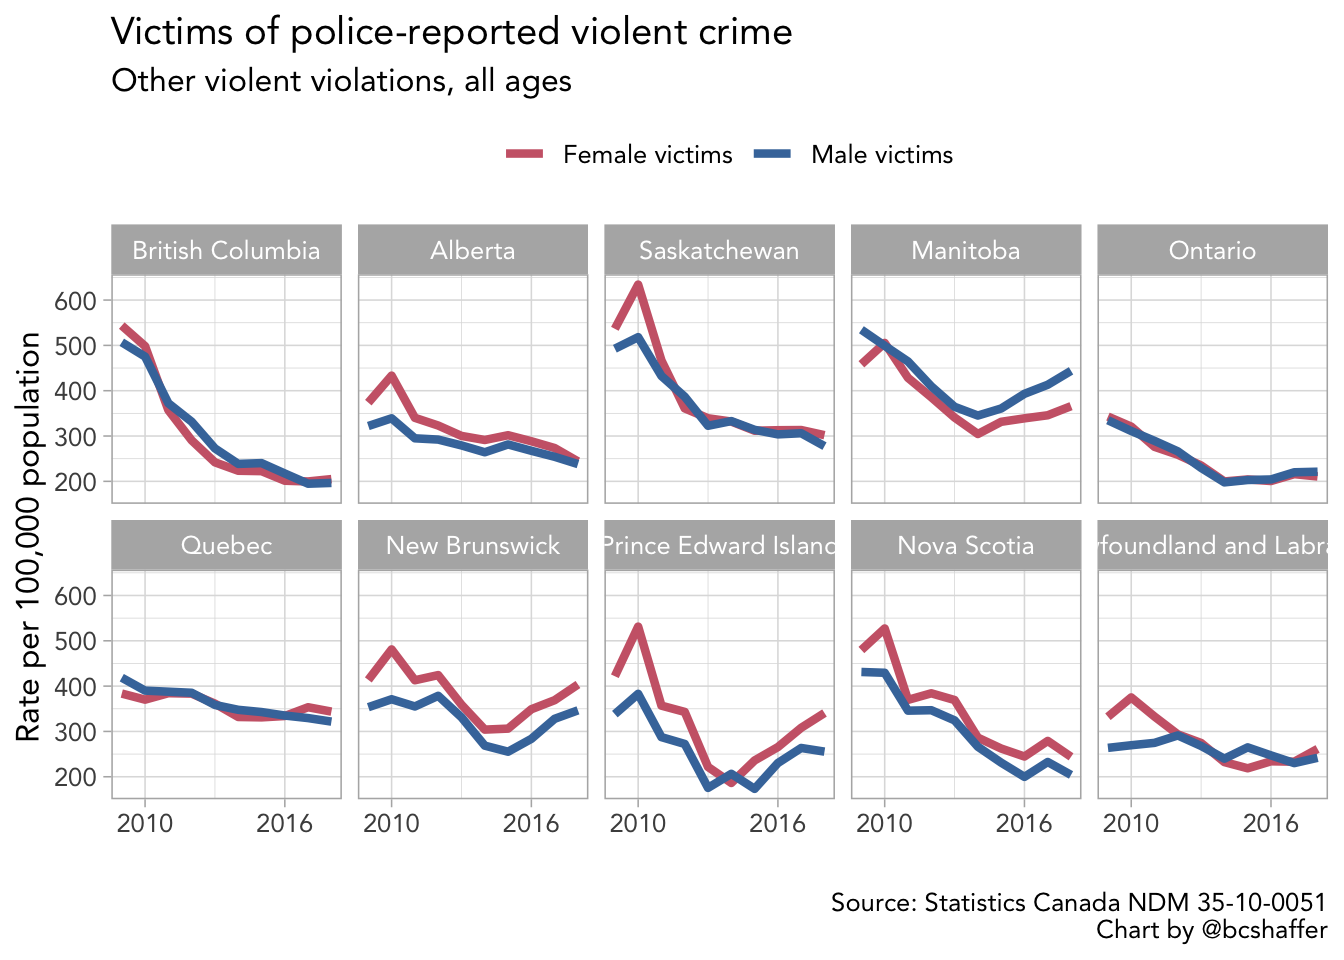 Victims of police-reported violent crime
Other violent violations, all ages
Female victims Male victims
British Columbia Alberta Saskatchewan Manitoba Ontario
Rate per 100,000 population
600
500
400
300
200
Quebec New Brunswick Prince Edward Islanc Nova Scotia foundland and Labra
600
500
400
300
200
2010 2016 2010 2016 2010 2016 2010 2016 2010 2016
Source: Statistics Canada NDM 35-10-0051
Chart by @bcshaffer